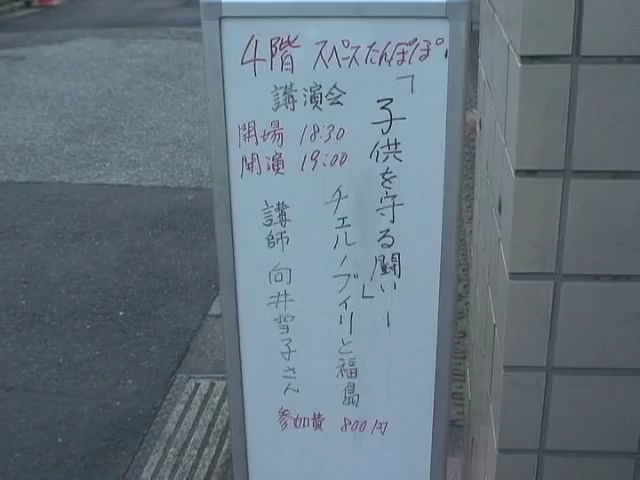 4階 スペースたんぽぽ
講演会
開場 18:30
開演 19:00
「子供を守る闘い」ー
チェルノブイリと福島
講師 向井雪子さん
参加費 800円